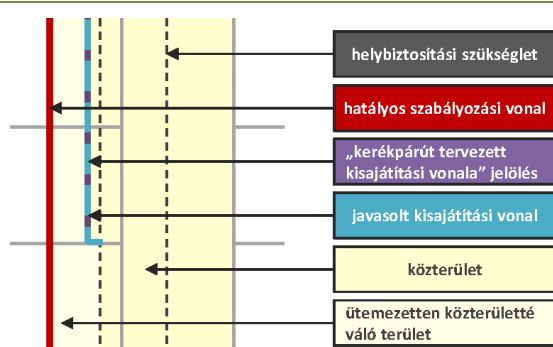 helybiztosítási szükséglet
hatályos szabályozási vonal
„kerékpárút tervezett
kisajátítási vonala” jelölés
javasolt kisajátítási vonal
közterület
ütemezetten közterületté
váló terület